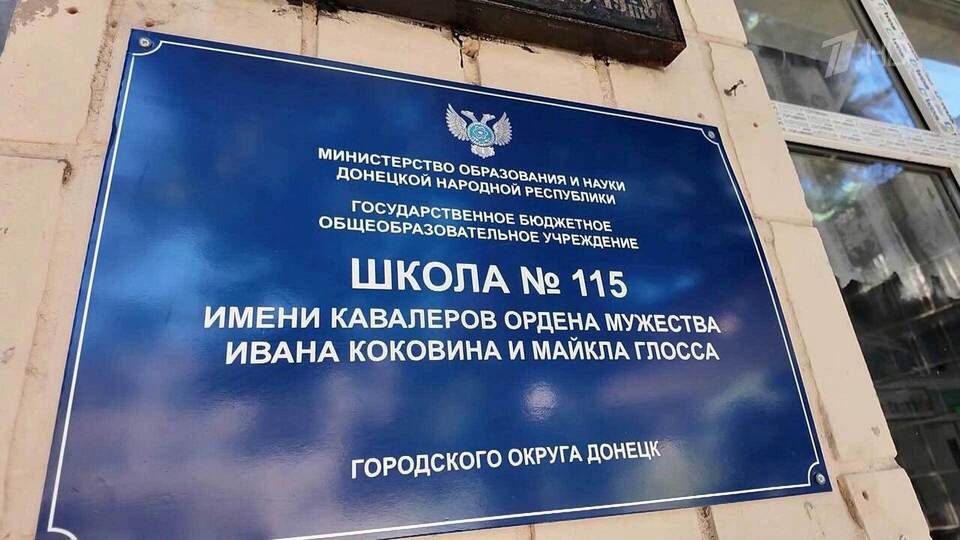 МИНИСТЕРСТВО ОБРАЗОВАНИЯ И НАУКИ
ДОНЕЦКОЙ НАРОДНОЙ РЕСПУБЛИКИ
ГОСУДАРСТВЕННОЕ БЮДЖЕТНОЕ
ОБЩЕОБРАЗОВАТЕЛЬНОЕ УЧРЕЖДЕНИЕ
ШКОЛА № 115
ИМЕНИ КАВАЛЕРОВ ОРДЕНА МУЖЕСТВА
ИВАНА КОКОВИНА И МАЙКЛА ГЛОССА
ГОРОДСКОГО ОКРУГА ДОНЕЦК